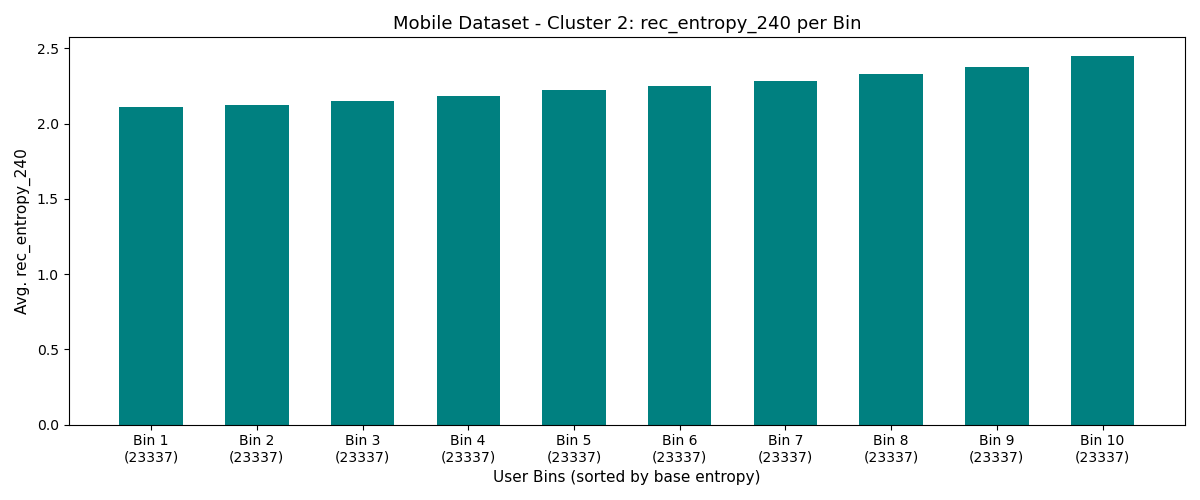 Mobile Dataset - Cluster 2: rec_entropy_240 per Bin
Avg. rec_entropy_240
2.5
2.0
1.5
1.0
0.5
0.0
Bin 1 Bin 2 Bin 3 Bin 4 Bin 5 Bin 6 Bin 7 Bin 8 Bin 9 Bin 10
(23337) (23337) (23337) (23337) (23337) (23337) (23337) (23337) (23337) (23337)
User Bins (sorted by base entropy)